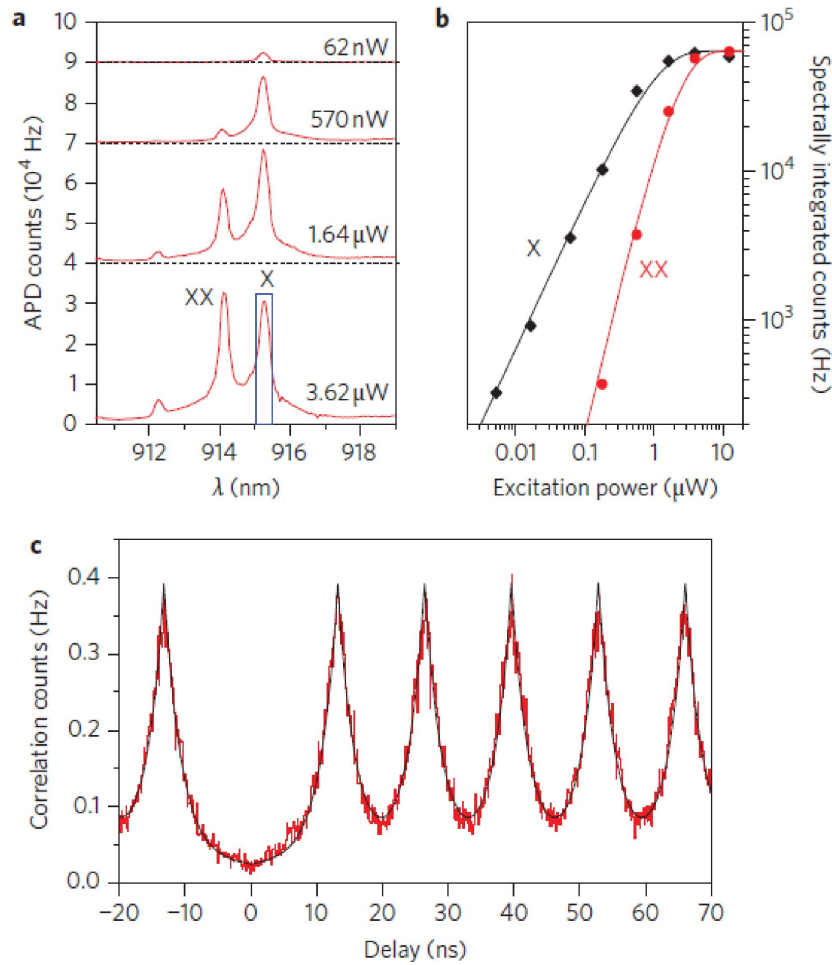 a
10
9
8
7
6
5
4
3
2
1
0
62 nW
570 nW
1.64 μW
XX
X
3.62 μW
APD counts (10⁴ Hz)
912 914 916 918
λ (nm)
b
10⁵
10⁴
10³
X
XX
Spectrally integrated counts (Hz)
0.01 0.1 1 10
Excitation power (μW)
c
0.4
0.3
0.2
0.1
0.0
Correlation counts (Hz)
−20 −10 0 10 20 30 40 50 60 70
Delay (ns)